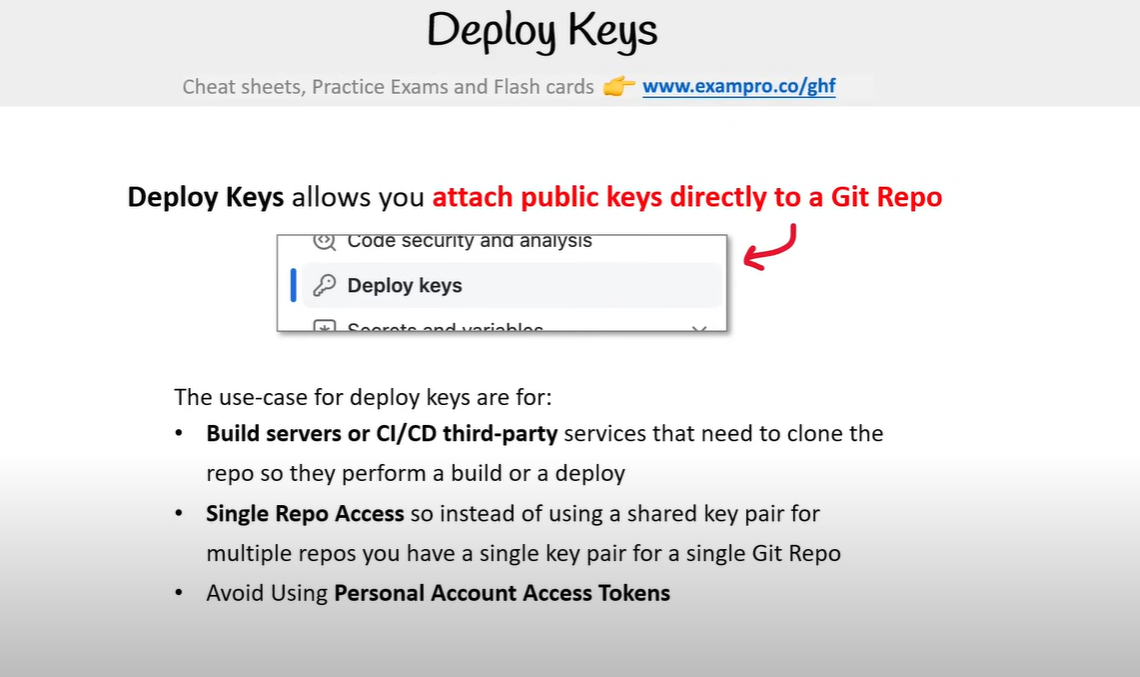 Deploy Keys
Cheat sheets, Practice Exams and Flash cards 👉 www.exampro.co/ghf
Deploy Keys allows you attach public keys directly to a Git Repo
Code security and analysis
Deploy keys
Secrets and variables
The use-case for deploy keys are for:
• Build servers or CI/CD third-party services that need to clone the
repo so they perform a build or a deploy
• Single Repo Access so instead of using a shared key pair for
multiple repos you have a single key pair for a single Git Repo
• Avoid Using Personal Account Access Tokens